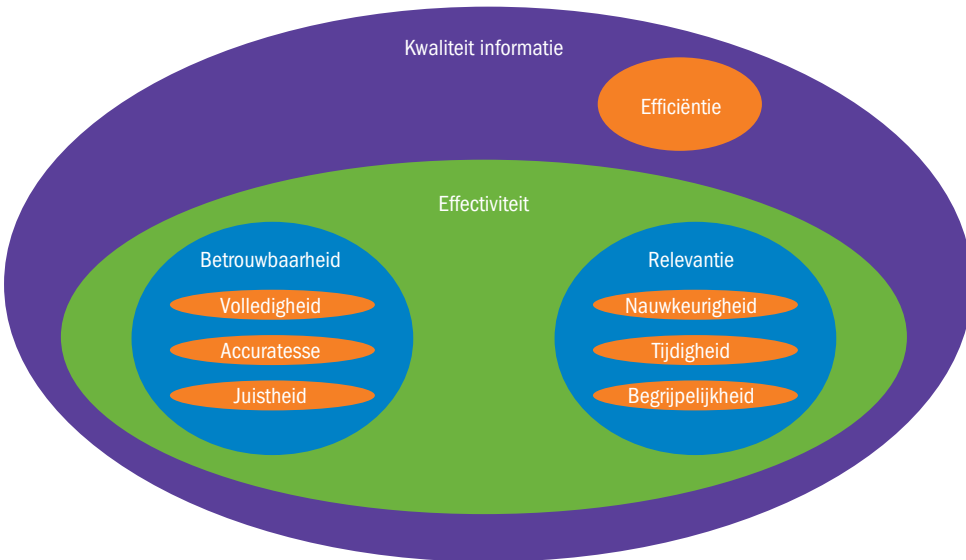 Kwaliteit informatie
Efficiëntie
Effectiviteit
Betrouwbaarheid
Volledigheid
Accuratesse
Juistheid
Relevantie
Nauwkeurigheid
Tijdigheid
Begrijpelijkheid